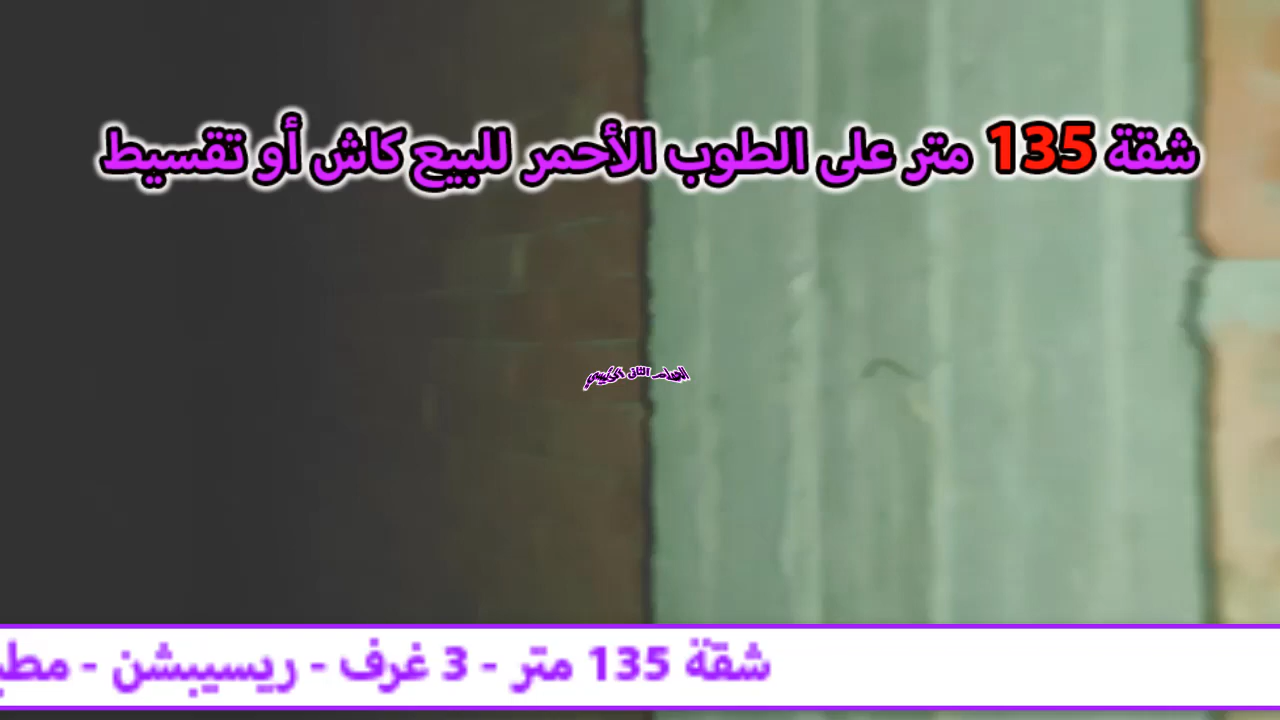 شقة 135 متر على الطوب الأحمر للبيع كاش أو تقسيط
شقة 135 متر - 3 غرف - ريسيبشن -